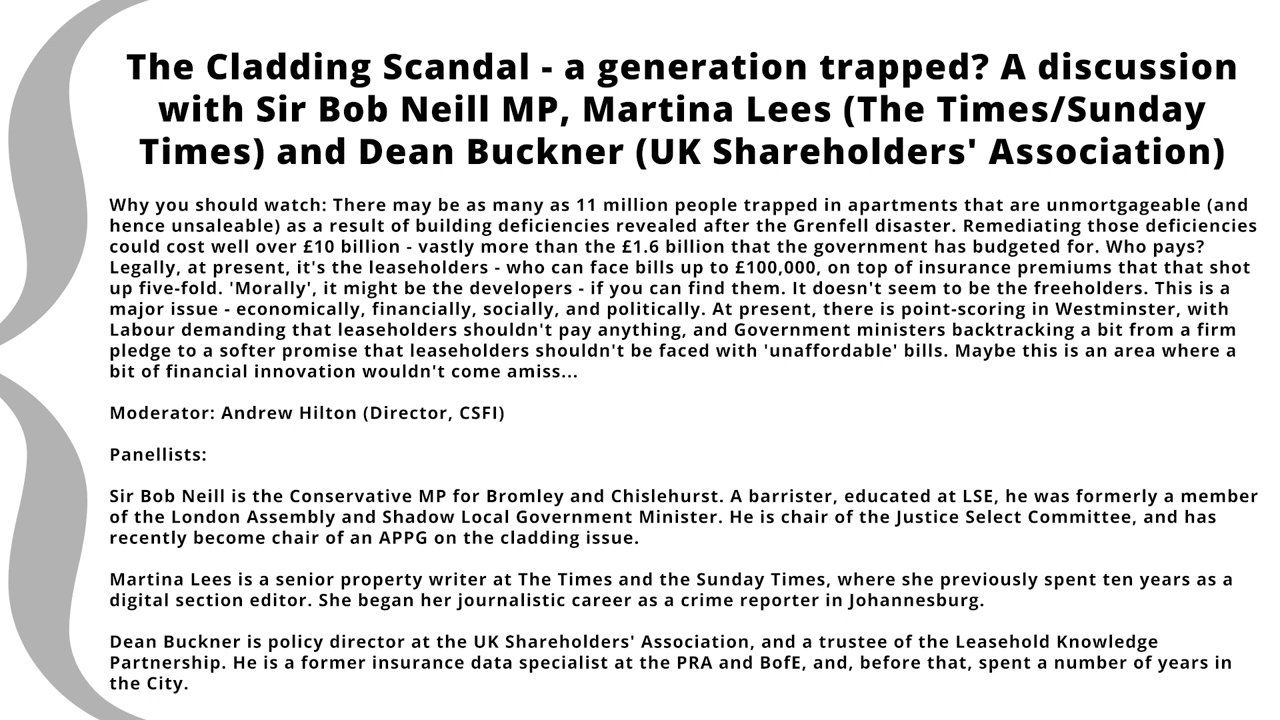 The Cladding Scandal - a generation trapped? A discussion
with Sir Bob Neill MP, Martina Lees (The Times/Sunday
Times) and Dean Buckner (UK Shareholders' Association)
Why you should watch: There may be as many as 11 million people trapped in apartments that are unmortgageable (and
hence unsaleable) as a result of building deficiencies revealed after the Grenfell disaster. Remediating those deficiencies
could cost well over £10 billion - vastly more than the £1.6 billion that the government has budgeted for. Who pays?
Legally, at present, it's the leaseholders - who can face bills up to £100,000, on top of insurance premiums that that shot
up five-fold. 'Morally', it might be the developers - if you can find them. It doesn't seem to be the freeholders. This is a
major issue - economically, financially, socially, and politically. At present, there is point-scoring in Westminster, with
Labour demanding that leaseholders shouldn't pay anything, and Government ministers backtracking a bit from a firm
pledge to a softer promise that leaseholders shouldn't be faced with 'unaffordable' bills. Maybe this is an area where a
bit of financial innovation wouldn't come amiss...
Moderator: Andrew Hilton (Director, CSFI)
Panellists:
Sir Bob Neill is the Conservative MP for Bromley and Chislehurst. A barrister, educated at LSE, he was formerly a member
of the London Assembly and Shadow Local Government Minister. He is chair of the Justice Select Committee, and has
recently become chair of an APPG on the cladding issue.
Martina Lees is a senior property writer at The Times and the Sunday Times, where she previously spent ten years as a
digital section editor. She began her journalistic career as a crime reporter in Johannesburg.
Dean Buckner is policy director at the UK Shareholders' Association, and a trustee of the Leasehold Knowledge
Partnership. He is a former insurance data specialist at the PRA and BofE, and, before that, spent a number of years in
the City.